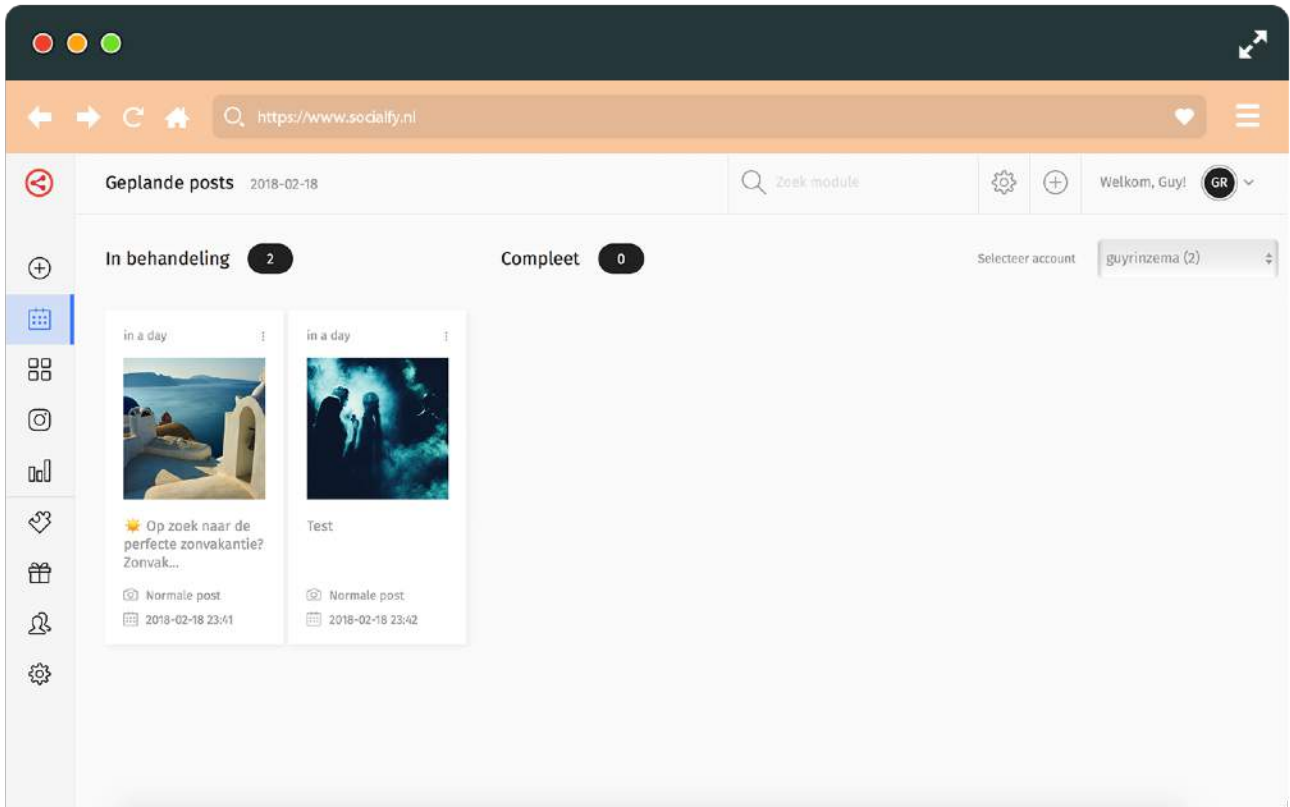 https://www.socialfy.nl
Geplande posts 2018-02-18
Zoek module
Welkom, Guy! GR
In behandeling 2
Compleet 0
Selecteer account guyrinzema (2)
in a day
☀️ Op zoek naar de
perfecte zonvakantie?
Zonvak...
Normale post
2018-02-18 23:41
in a day
Test
Normale post
2018-02-18 23:42